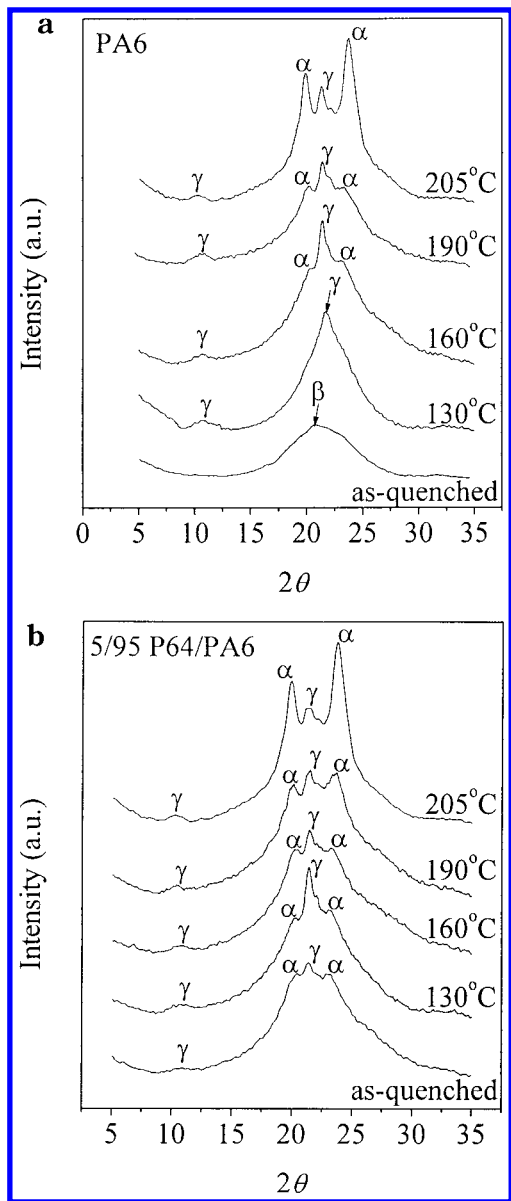 a
PA6
α
α
γ
γ
205°C
γ
α
α
γ
190°C
γ
α
α
γ
160°C
γ
γ
130°C
β
as-quenched
Intensity (a.u.)
0 5 10 15 20 25 30 35
2θ
b
5/95 P64/PA6
α
α
γ
γ
205°C
γ
α
α
γ
190°C
γ
α
α
γ
160°C
γ
α
α
γ
130°C
γ
α
α
γ
as-quenched
Intensity (a.u.)
5 10 15 20 25 30 35
2θ